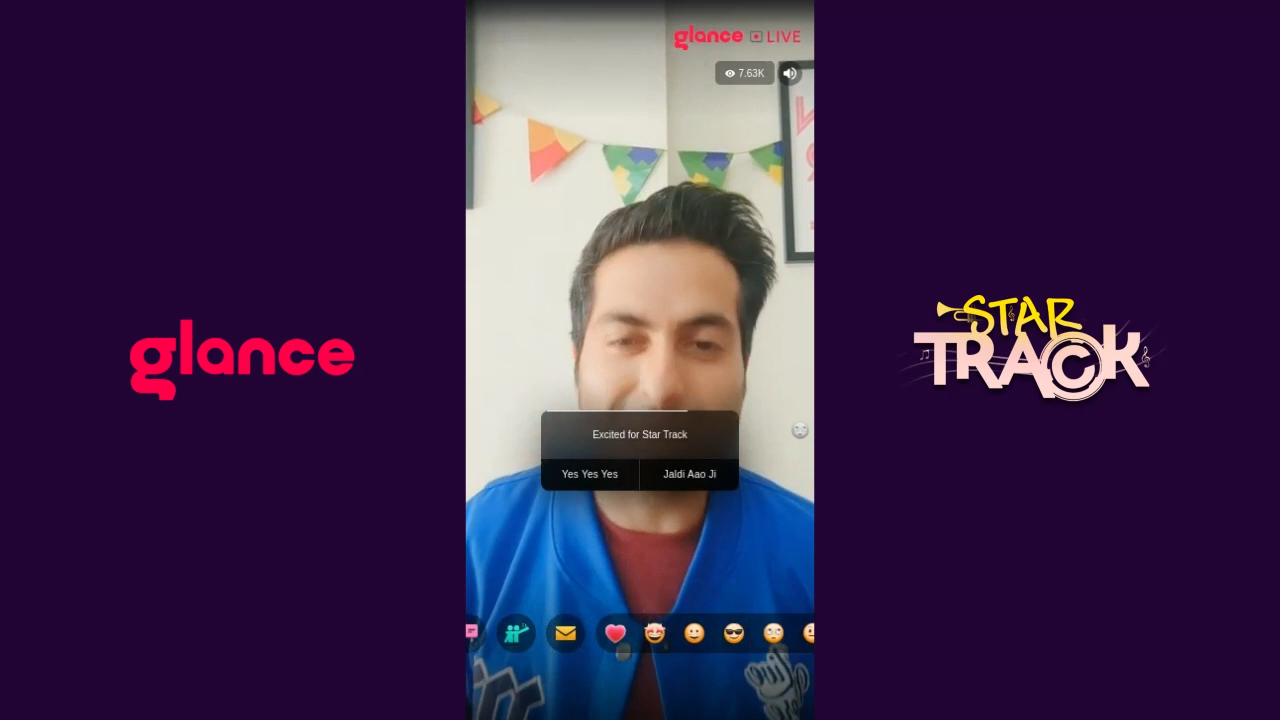 glance LIVE
7.63K
glance
STAR
TRACK
Excited for Star Track
Yes Yes Yes
Jaldi Aao Ji